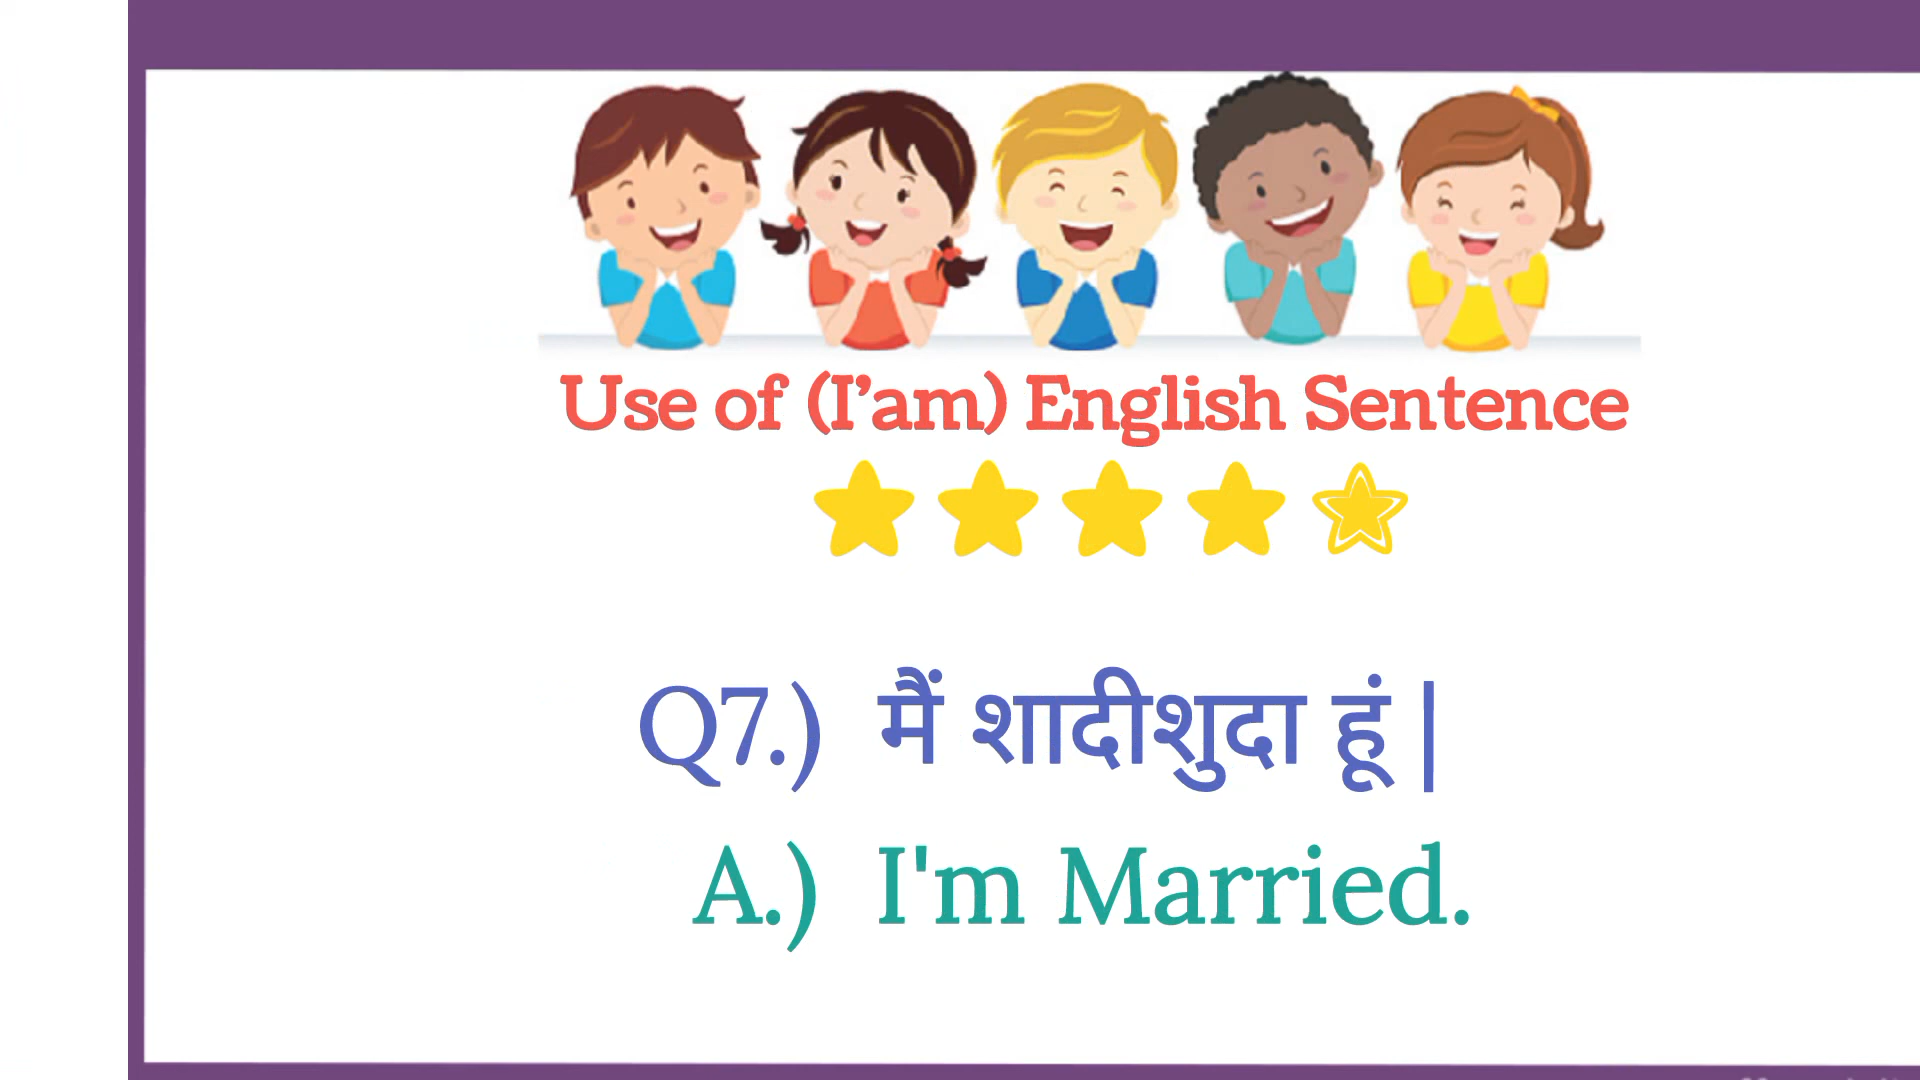 Use of (I’am) English Sentence
Q7.) मैं शादीशुदा हूं |
A.) I'm Married.